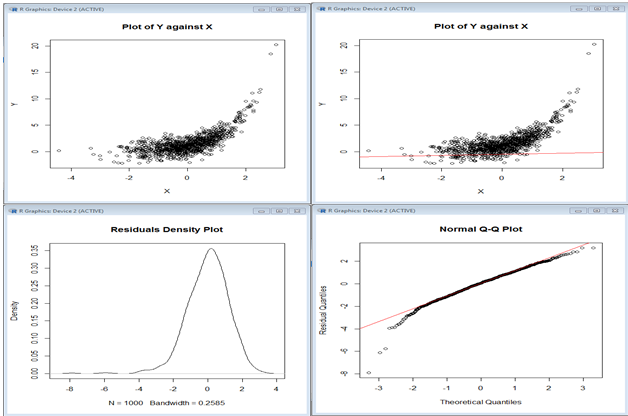 R Graphics: Device 2 (ACTIVE)
Plot of Y against X
20
15
10
5
0
Y
-4
-2
0
2
X
R Graphics: Device 2 (ACTIVE)
Plot of Y against X
20
15
10
5
0
Y
-4
-2
0
2
X
R Graphics: Device 2 (ACTIVE)
Residuals Density Plot
0.35
0.30
0.25
0.20
0.15
0.10
0.05
0.00
Density
-8
-6
-4
-2
0
2
4
N = 1000 Bandwidth = 0.2585
R Graphics: Device 2 (ACTIVE)
Normal Q-Q Plot
2
0
-2
-4
-6
-8
Residual Quantiles
-3
-2
-1
0
1
2
3
Theoretical Quantiles